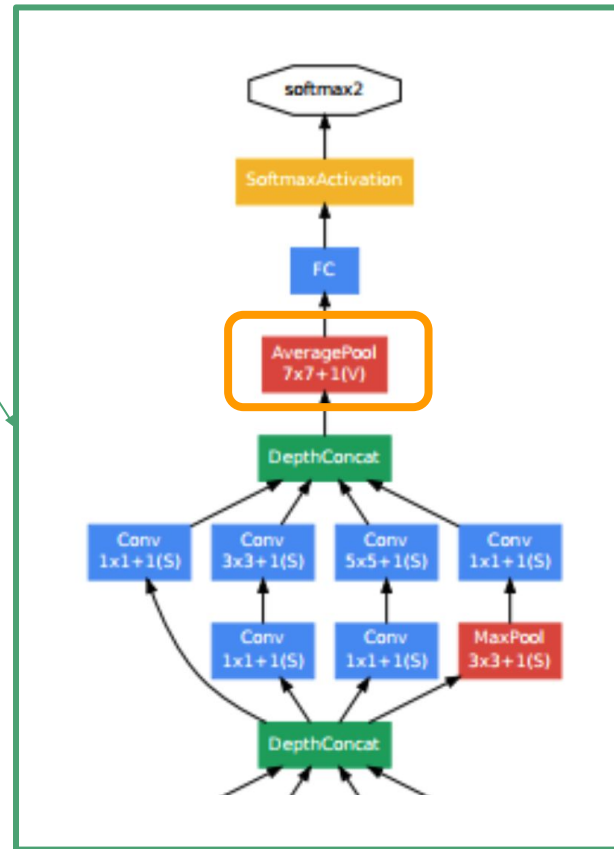 softmax2
SoftmaxActivation
FC
AveragePool
7x7+1(V)
DepthConcat
Conv
1x1+1(S)
Conv
3x3+1(S)
Conv
5x5+1(S)
Conv
1x1+1(S)
Conv
1x1+1(S)
Conv
1x1+1(S)
MaxPool
3x3+1(S)
DepthConcat